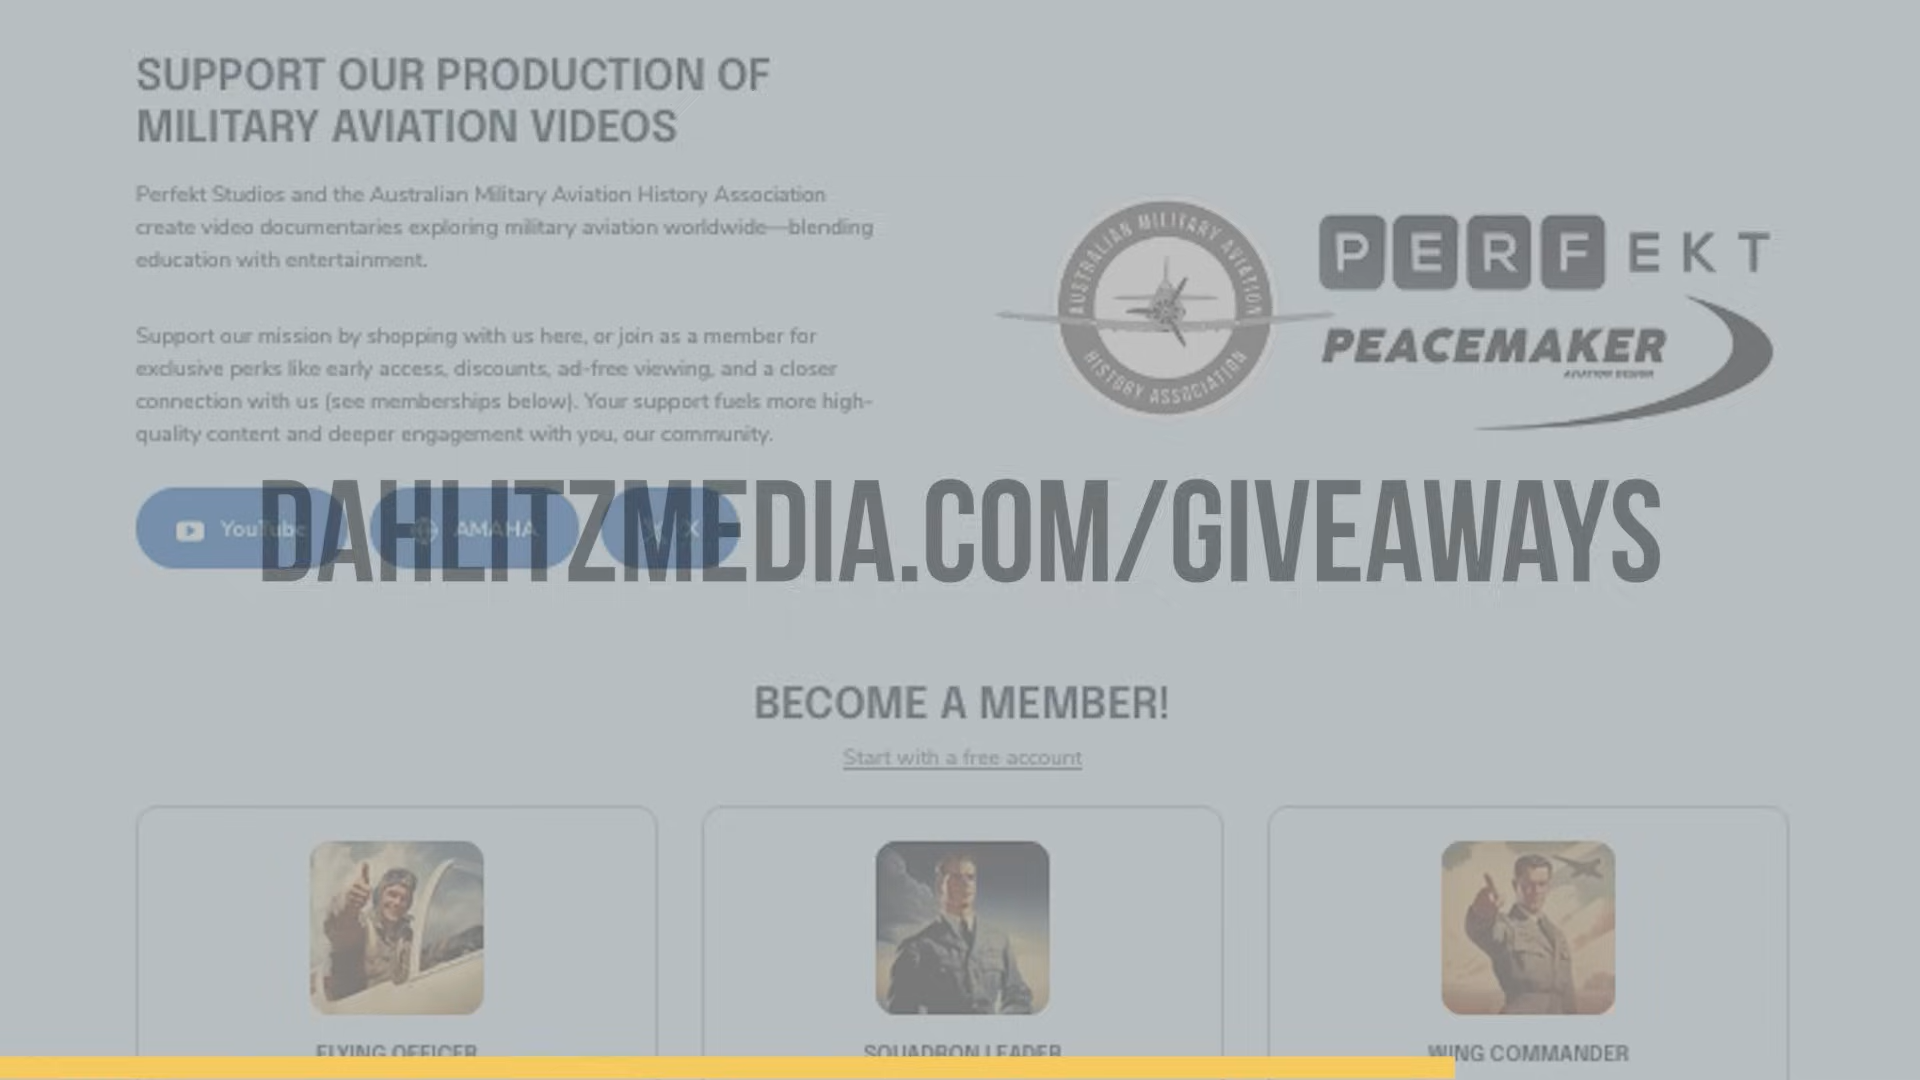 SUPPORT OUR PRODUCTION OF
MILITARY AVIATION VIDEOS
Perfekt Studios and the Australian Military Aviation History Association
create video documentaries exploring military aviation worldwide—blending
education with entertainment.
Support our mission by shopping with us here, or join as a member for
exclusive perks like early access, discounts, ad-free viewing, and a closer
connection with us (see memberships below). Your support fuels more high-
quality content and deeper engagement with you, our community.
AUSTRALIAN MILITARY AVIATION
HISTORY ASSOCIATION
PERFEKT
PEACEMAKER
AVIATION DESIGN
YouTube
AMAHA
X
DAHLITZMEDIA.COM/GIVEAWAYS
BECOME A MEMBER!
Start with a free account
FLYING OFFICER
SQUADRON LEADER
WING COMMANDER